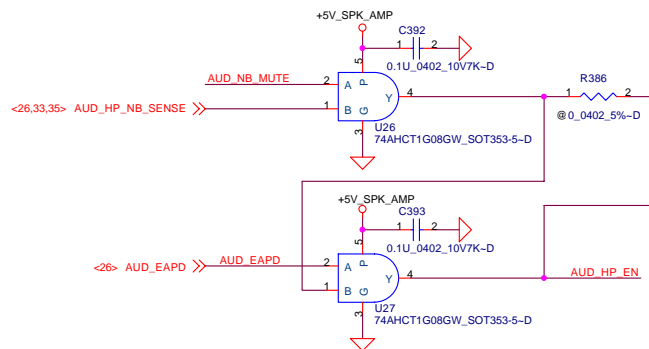 +5V_SPK_AMP
C392
1 2
0.1U_0402_10V7K~D
5
AUD_NB_MUTE 2 A P
Y 4
<26,33,35> AUD_HP_NB_SENSE 1 B G
3
U26
74AHCT1G08GW_SOT353-5~D
R386
1 2
@0_0402_5%~D
+5V_SPK_AMP
C393
1 2
0.1U_0402_10V7K~D
5
<26> AUD_EAPD AUD_EAPD 2 A P
Y 4
AUD_HP_EN
1 B G
3
U27
74AHCT1G08GW_SOT353-5~D